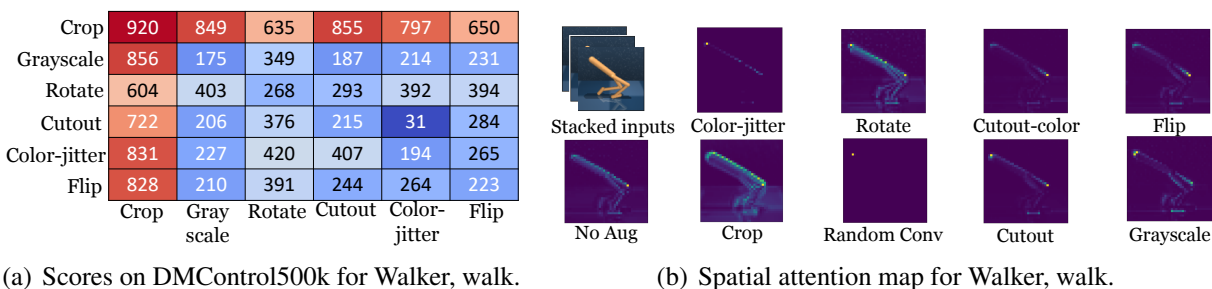 Crop 920 849 635 855 797 650
Grayscale 856 175 349 187 214 231
Rotate 604 403 268 293 392 394
Cutout 722 206 376 215 31 284
Color-jitter 831 227 420 407 194 265
Flip 828 210 391 244 264 223
Crop Gray Rotate Cutout Color- Flip
scale jitter
(a) Scores on DMControl500k for Walker, walk.
Stacked inputs Color-jitter Rotate Cutout-color Flip
No Aug Crop Random Conv Cutout Grayscale
(b) Spatial attention map for Walker, walk.